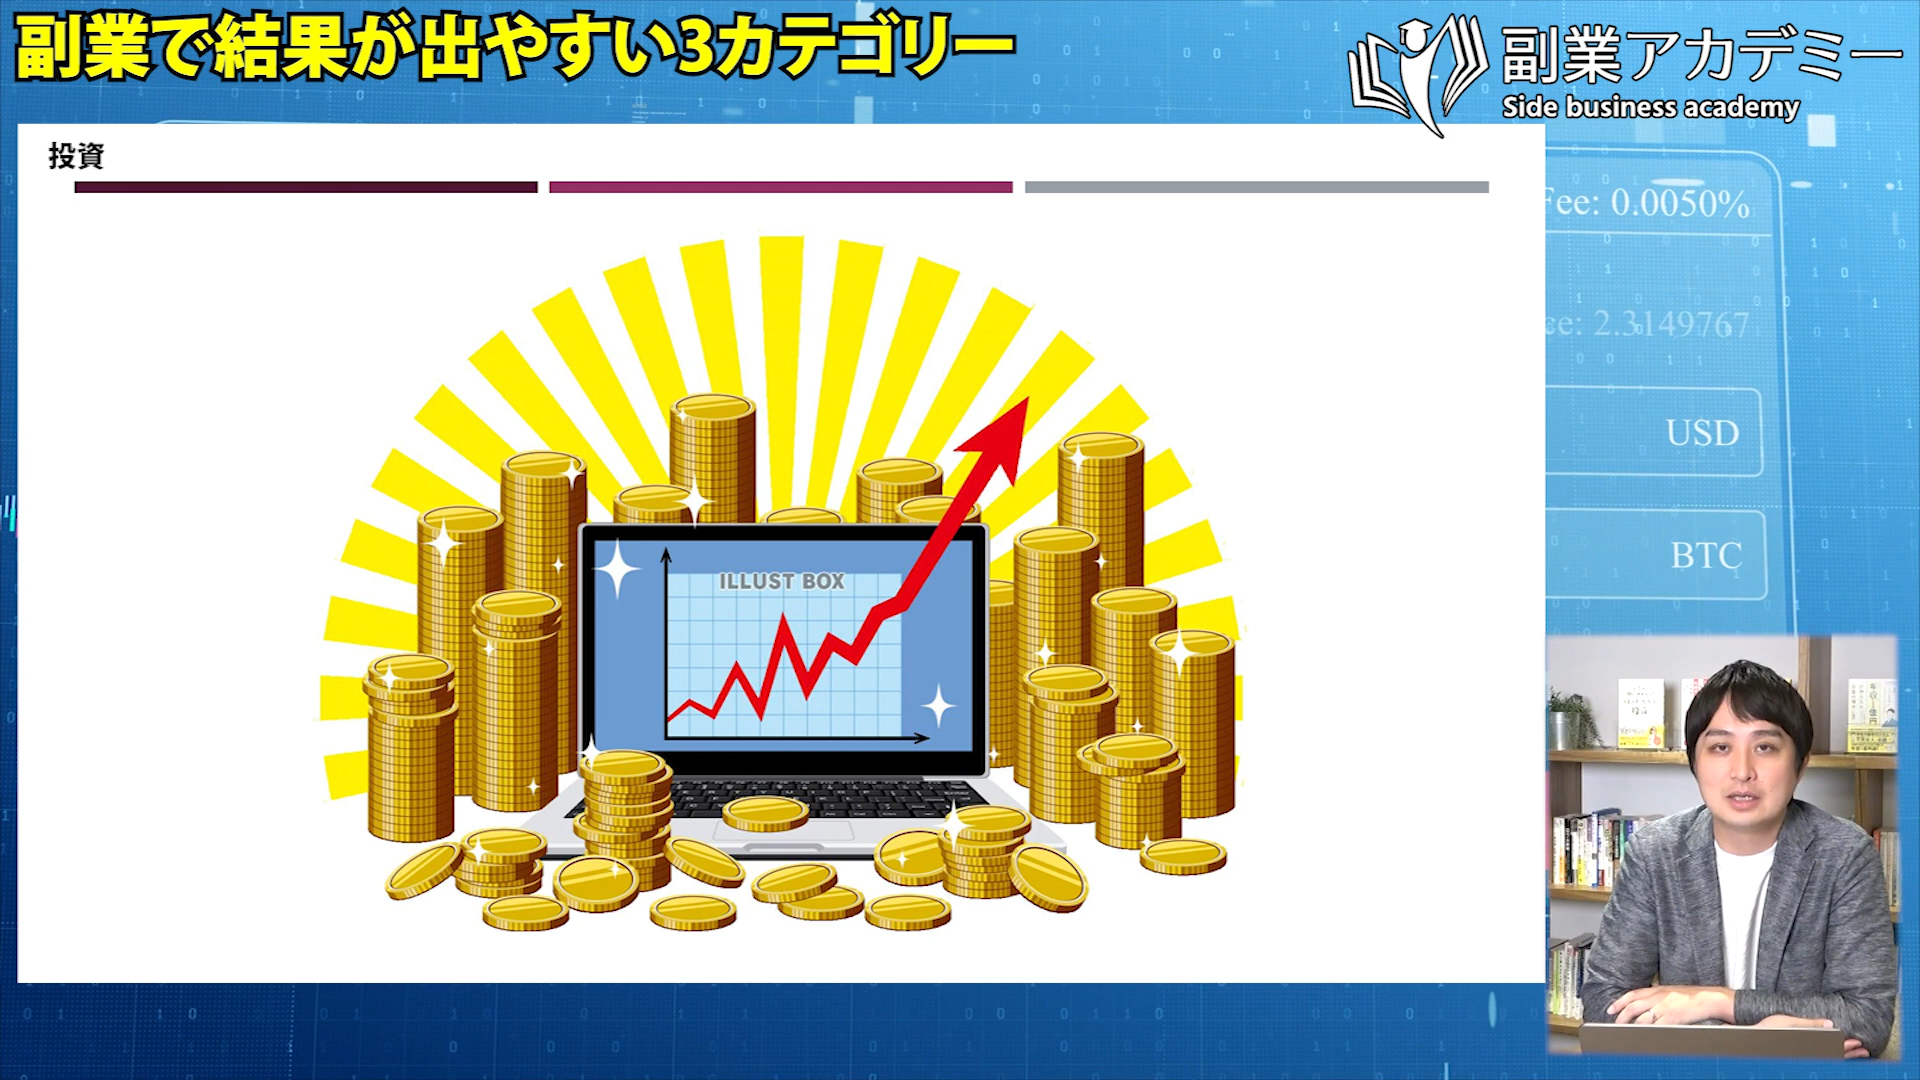 副業で結果が出やすい3カテゴリー
副業アカデミー
Side business academy
投資
Fee: 0.0050%
ce: 2.3149767
USD
BTC
ILLUST BOX